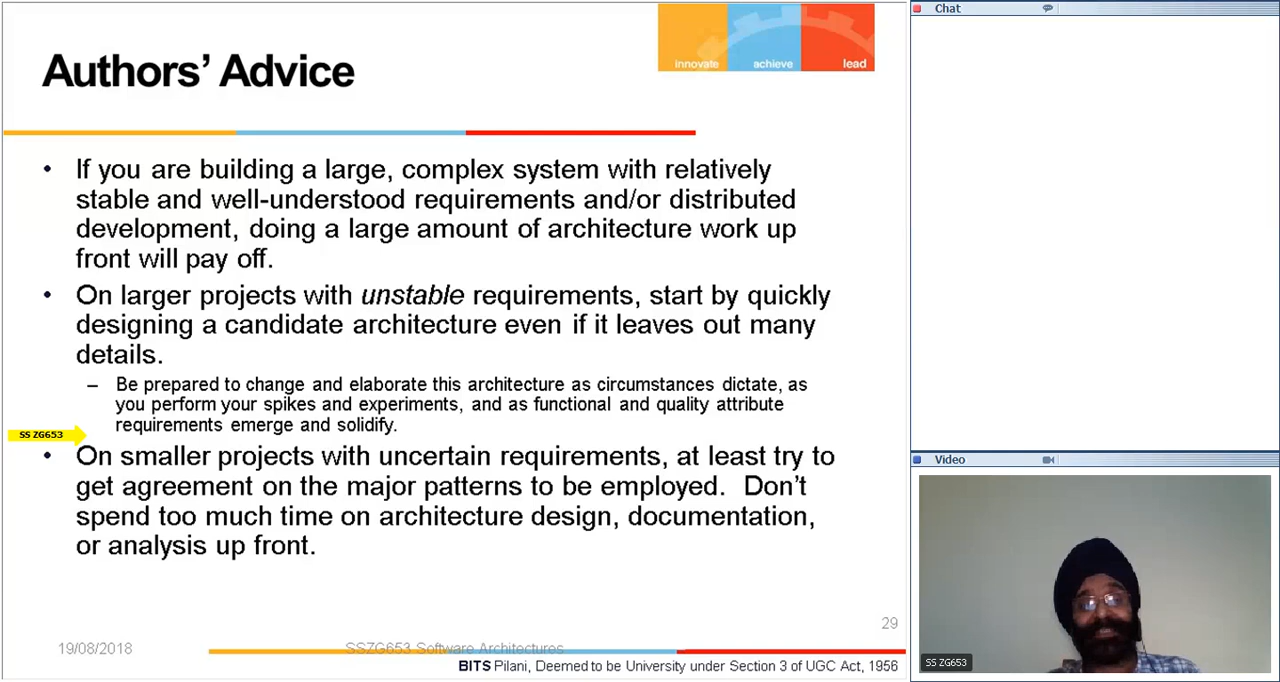 Authors' Advice
innovate achieve lead
• If you are building a large, complex system with relatively
stable and well-understood requirements and/or distributed
development, doing a large amount of architecture work up
front will pay off.
• On larger projects with unstable requirements, start by quickly
designing a candidate architecture even if it leaves out many
details.
– Be prepared to change and elaborate this architecture as circumstances dictate, as
you perform your spikes and experiments, and as functional and quality attribute
requirements emerge and solidify.
SS ZG653
• On smaller projects with uncertain requirements, at least try to
get agreement on the major patterns to be employed.  Don't
spend too much time on architecture design, documentation,
or analysis up front.
29
19/08/2018
SSZG653 Software Architectures
BITS Pilani, Deemed to be University under Section 3 of UGC Act, 1956
Chat
Video
SS ZG653